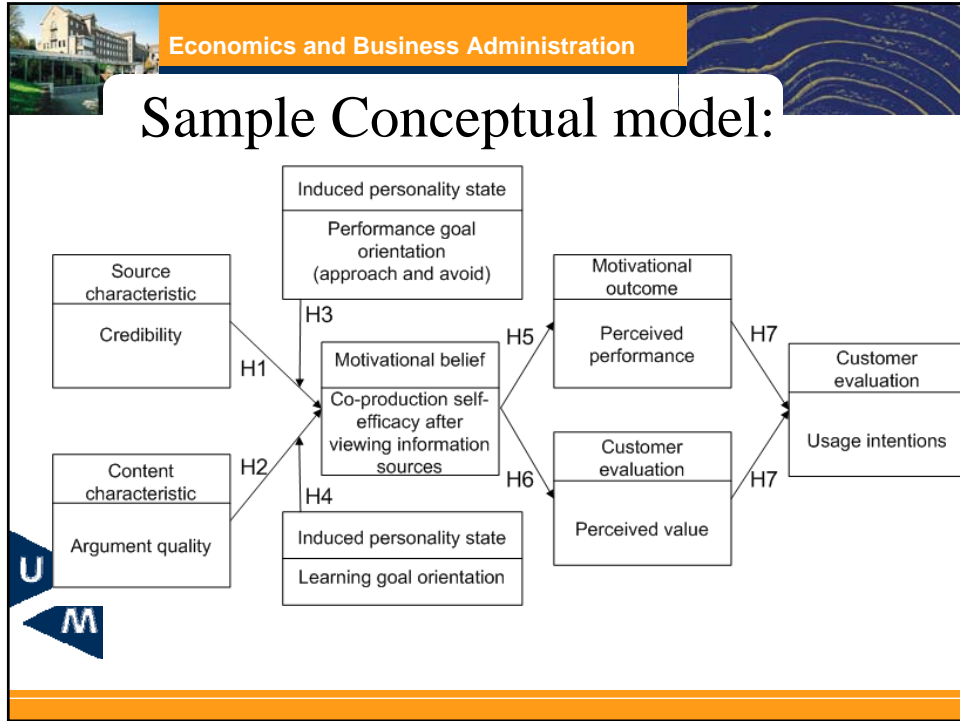 Economics and Business Administration
Sample Conceptual model:
Induced personality state
Performance goal
orientation
(approach and avoid)
Source
characteristic
Credibility
H3
H1
Motivational belief
Co-production self-
efficacy after
viewing information
sources
H2
Content
characteristic
Argument quality
H4
Induced personality state
Learning goal orientation
H5
Motivational
outcome
Perceived
performance
H6
Customer
evaluation
Perceived value
H7
H7
Customer
evaluation
Usage intentions
U
M